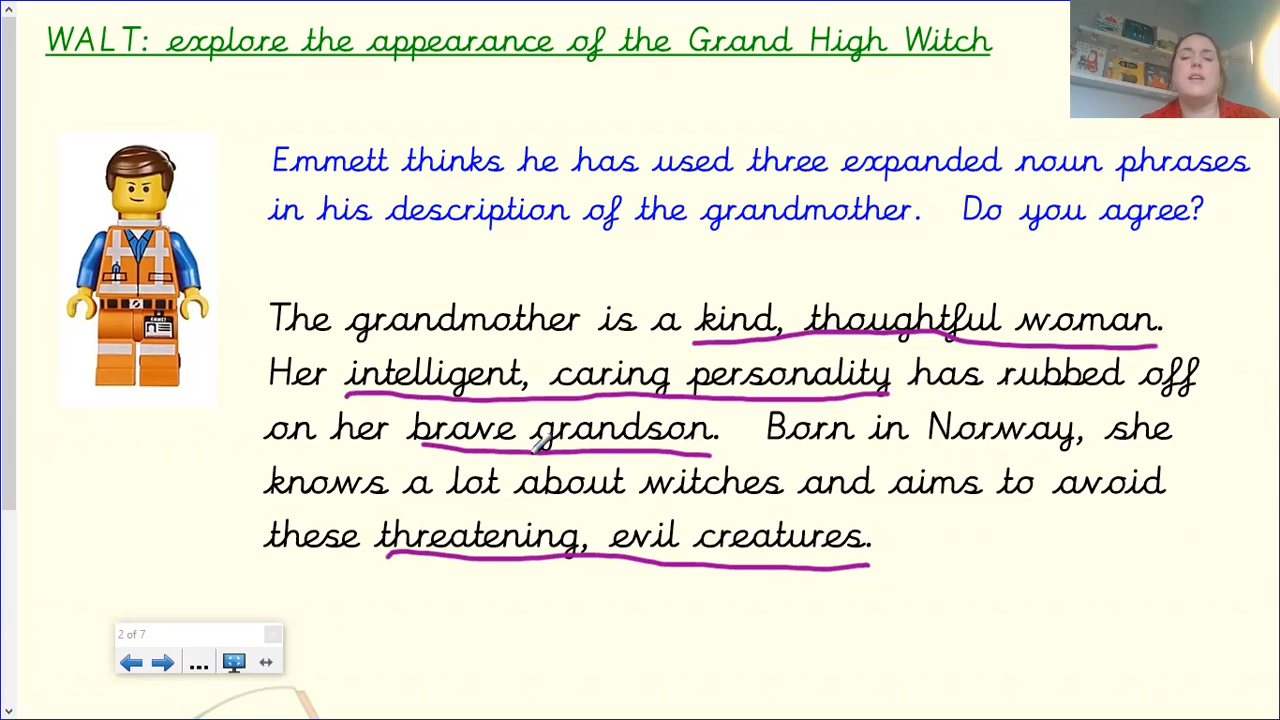 WALT: explore the appearance of the Grand High Witch
Emmett thinks he has used three expanded noun phrases
in his description of the grandmother. Do you agree?
The grandmother is a kind, thoughtful woman.
Her intelligent, caring personality has rubbed off
on her brave grandson. Born in Norway, she
knows a lot about witches and aims to avoid
these threatening, evil creatures.
EMMET
2 of 7